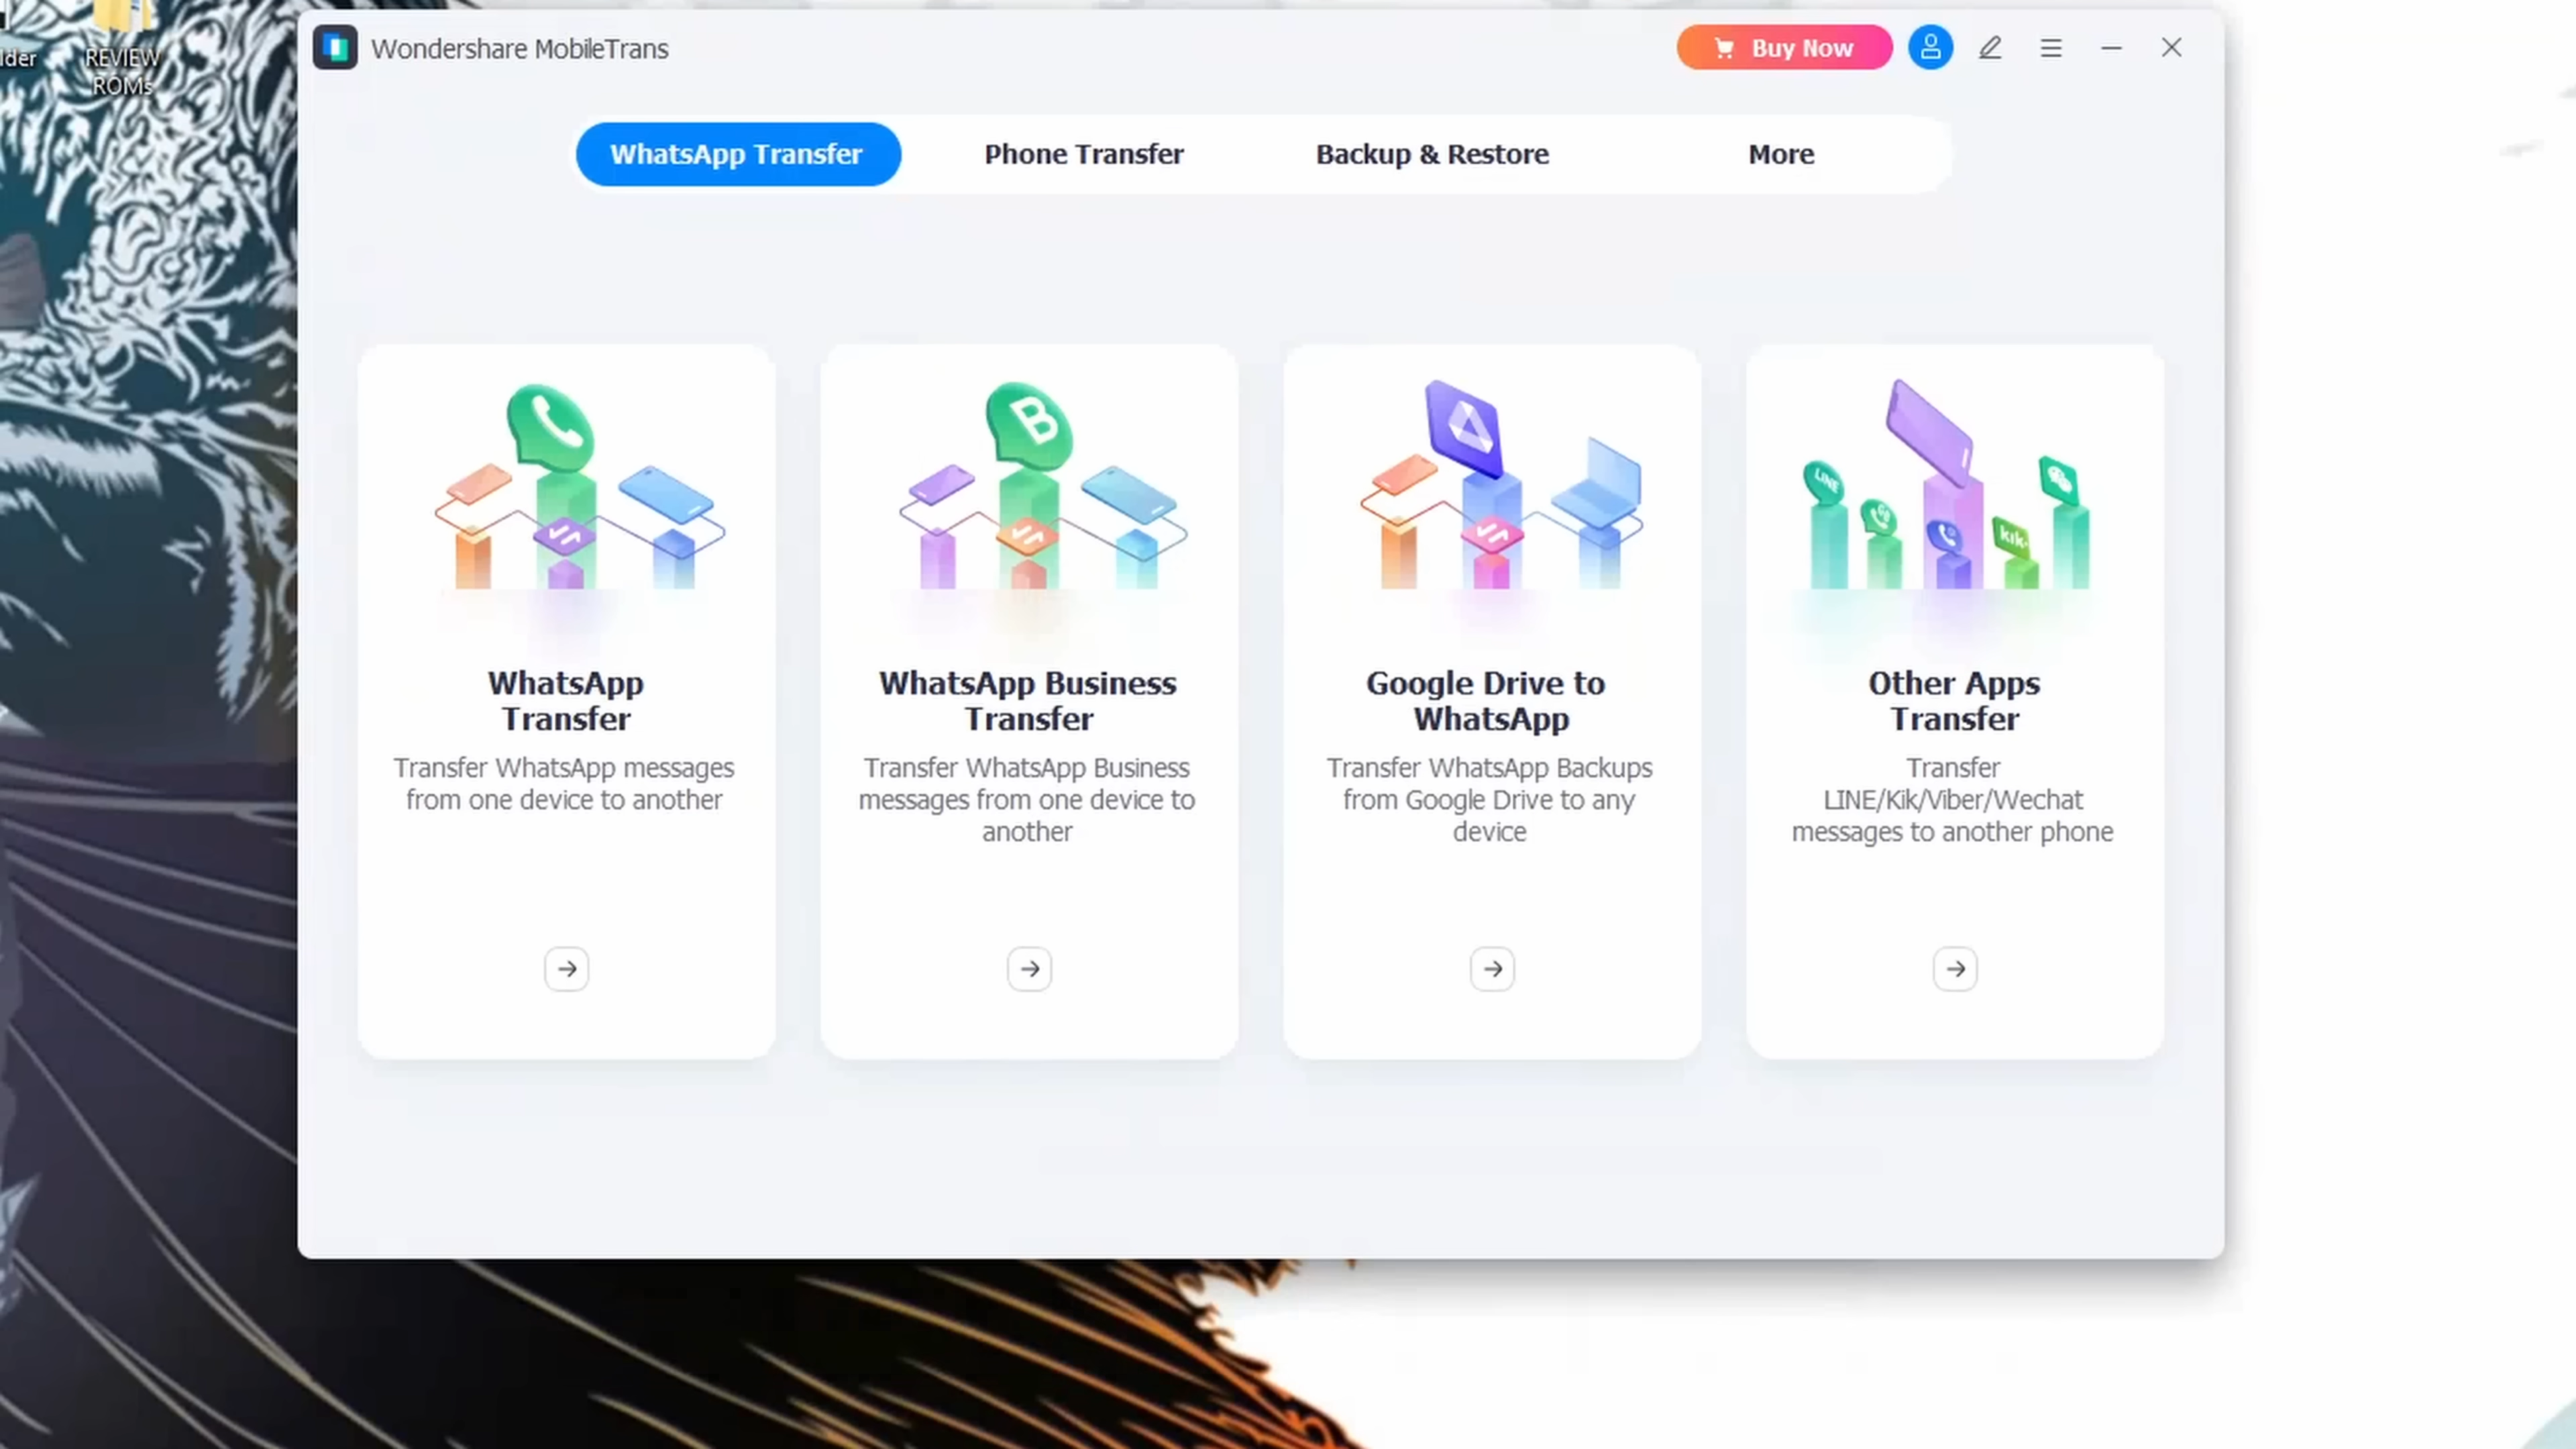 lder
REVIEW
ROMs
Wondershare MobileTrans
Buy Now
WhatsApp Transfer
Phone Transfer
Backup & Restore
More
B
LINE
kik
WhatsApp
Transfer
Transfer WhatsApp messages
from one device to another
WhatsApp Business
Transfer
Transfer WhatsApp Business
messages from one device to
another
Google Drive to
WhatsApp
Transfer WhatsApp Backups
from Google Drive to any
device
Other Apps
Transfer
Transfer
LINE/Kik/Viber/Wechat
messages to another phone